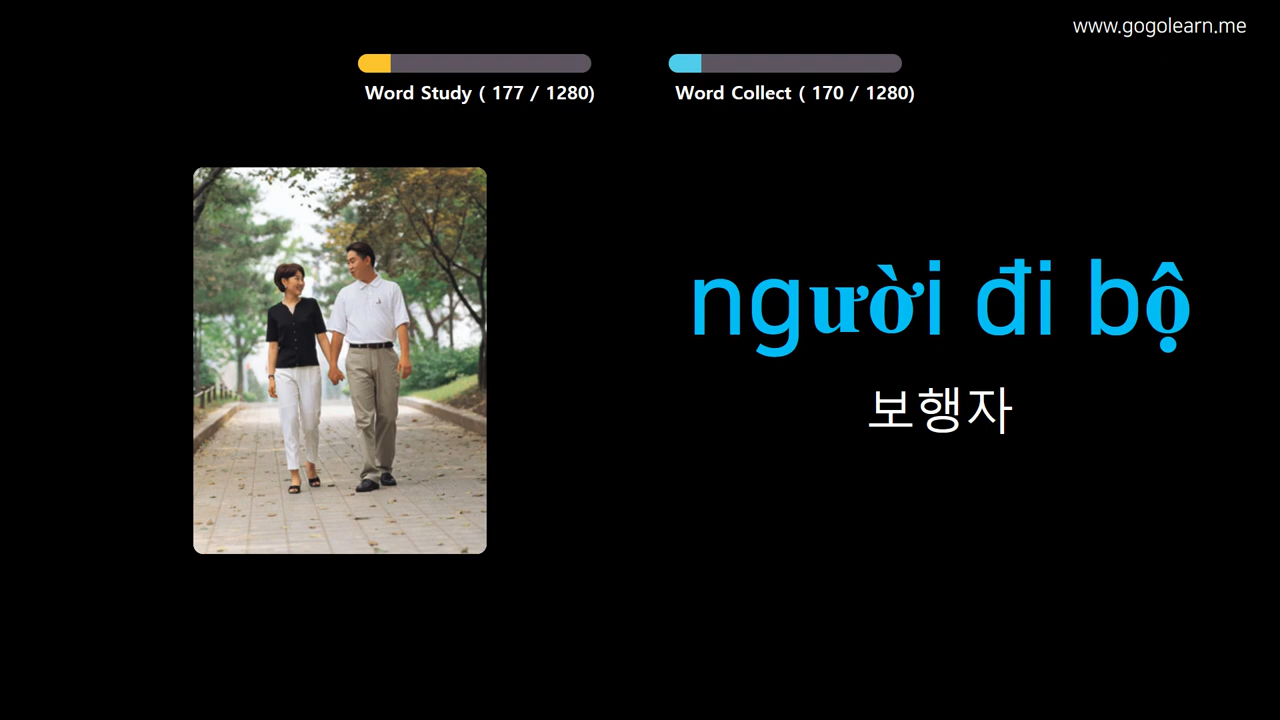 www.gogolearn.me
Word Study ( 177 / 1280)
Word Collect ( 170 / 1280)
người đi bộ
보행자